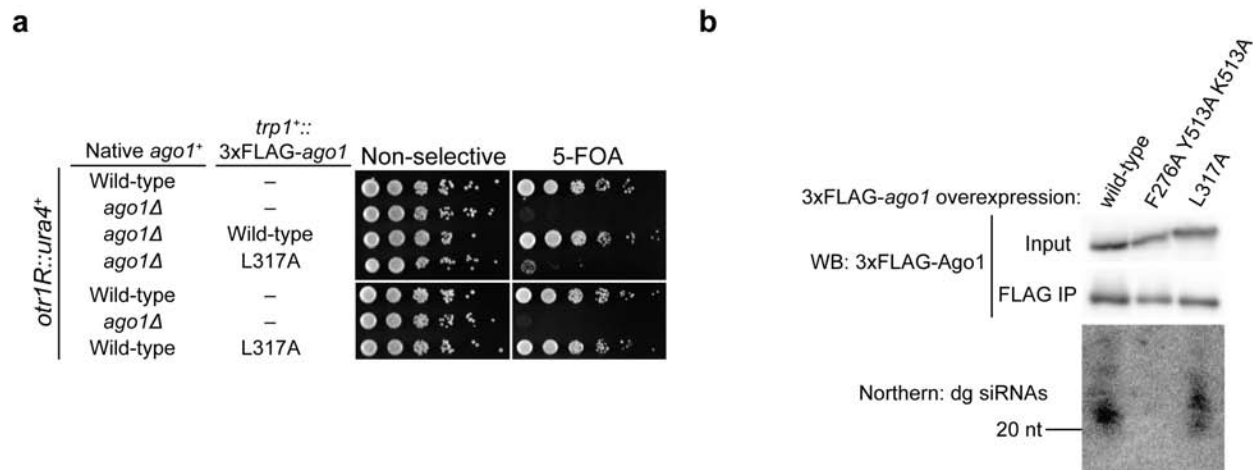 a
trp1+::
Native ago1+ 3xFLAG-ago1 Non-selective 5-FOA
otr1R::ura4+
Wild-type –
ago1Δ –
ago1Δ Wild-type
ago1Δ L317A
Wild-type –
ago1Δ –
Wild-type L317A
b
3xFLAG-ago1 overexpression: wild-type F276A Y513A K513A L317A
WB: 3xFLAG-Ago1
Input
FLAG IP
Northern: dg siRNAs
20 nt